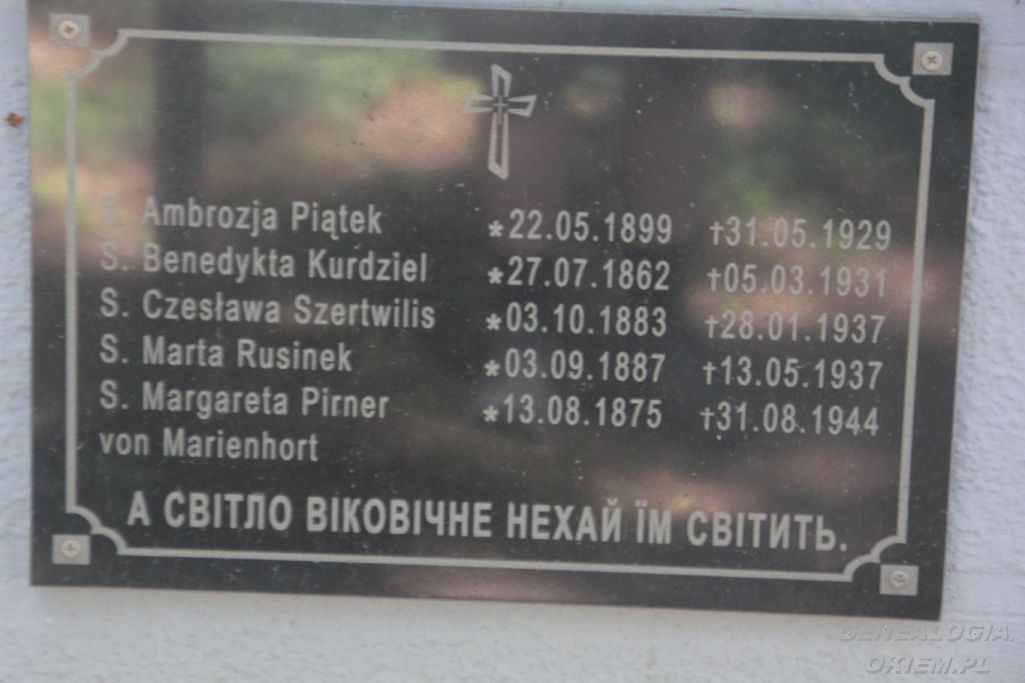 S. Ambrozja Piątek *22.05.1899 †31.05.1929
S. Benedykta Kurdziel *27.07.1862 †05.03.1931
S. Czesława Szertwilis *03.10.1883 †28.01.1937
S. Marta Rusinek *03.09.1887 †13.05.1937
S. Margareta Pirner *13.08.1875 †31.08.1944
von Marienhort
А СВІТЛО ВІКОВІЧНЕ НЕХАЙ ЇМ СВІТИТЬ.
GENEALOGIA
OKIEM.PL